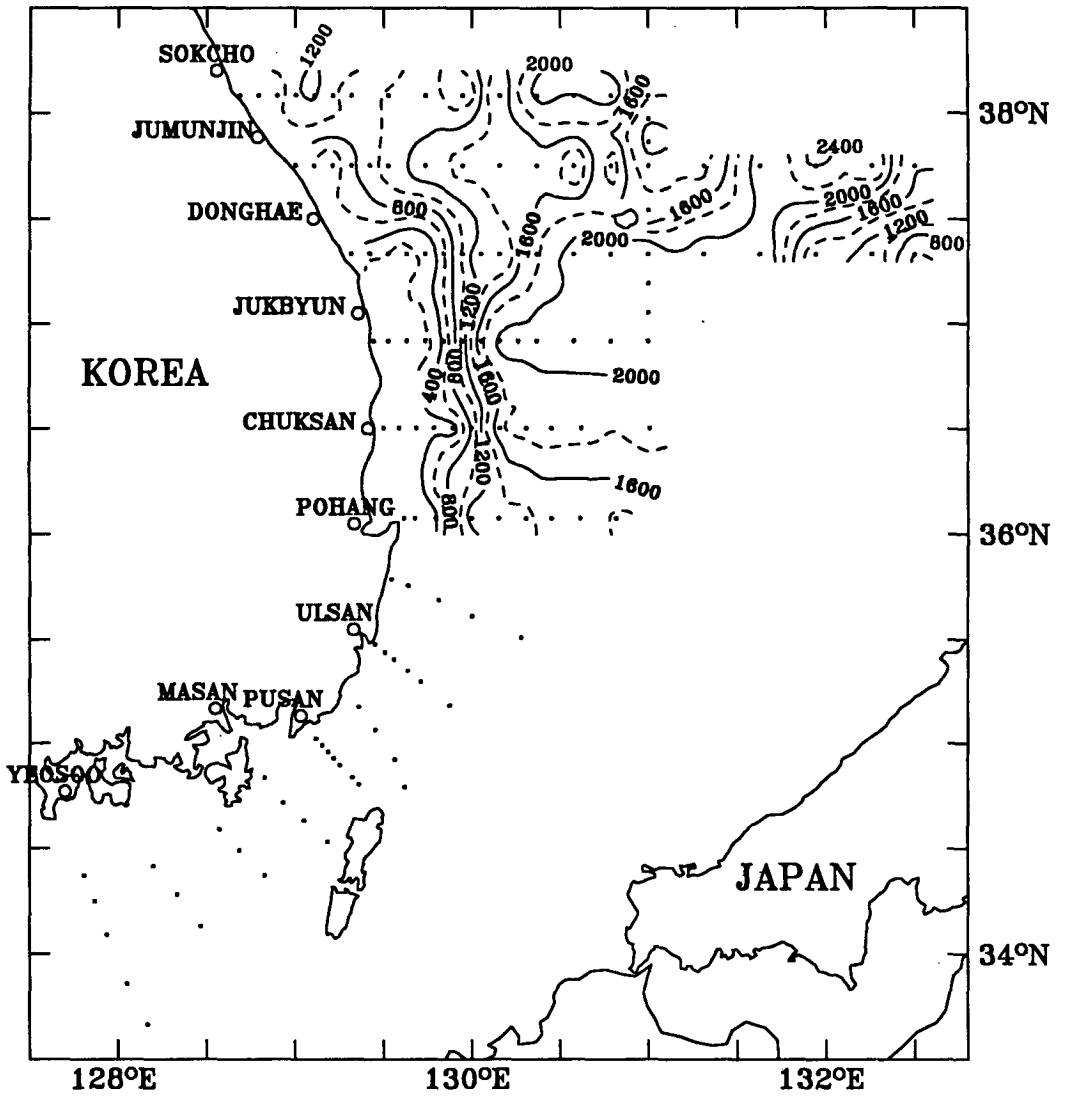 SOKCHO
1200
2000
1600
38°N
JUMUNJIN
2400
DONGHAE
800
1600
2000
1600
1200
800
1600
2000
JUKBYUN
1200
KOREA
400
800
1600
2000
CHUKSAN
1200
1600
POHANG
800
36°N
ULSAN
MASAN
PUSAN
YEOSOO
JAPAN
34°N
128°E
130°E
132°E